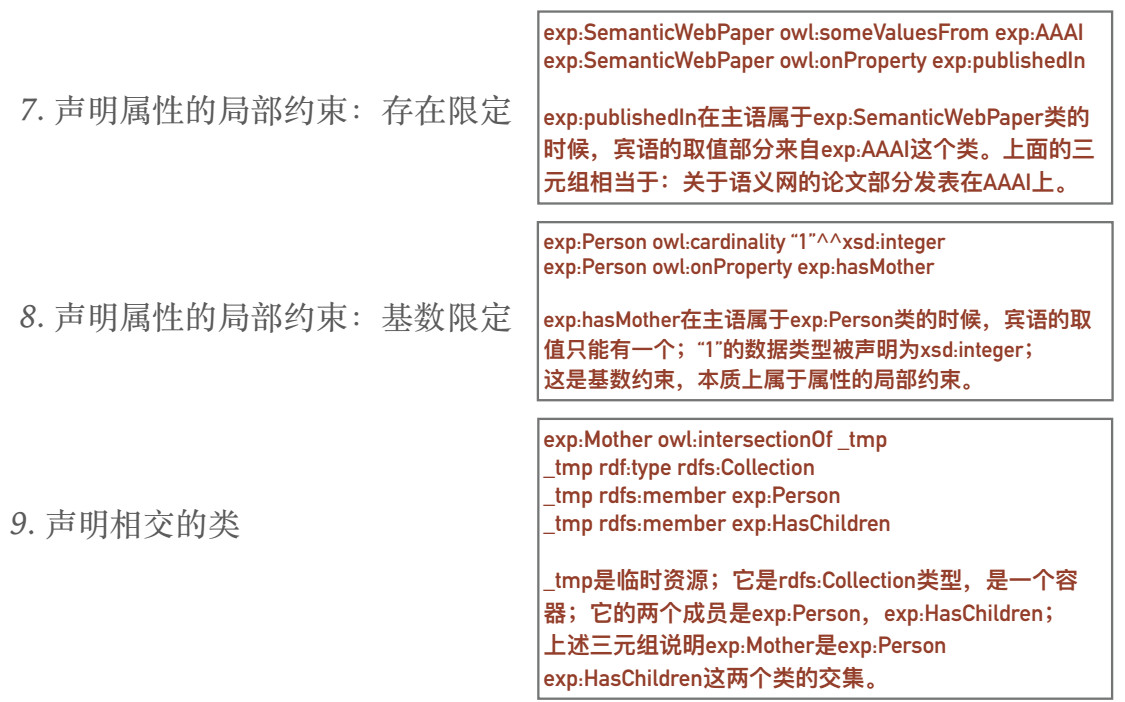 exp:SemanticWebPaper owl:someValuesFrom exp:AAAI
exp:SemanticWebPaper owl:onProperty exp:publishedIn
7. 声明属性的局部约束：存在限定
exp:publishedIn在主语属于exp:SemanticWebPaper类的
时候，宾语的取值部分来自exp:AAAI这个类。上面的三
元组相当于：关于语义网的论文部分发表在AAAI上。
exp:Person owl:cardinality “1”^^xsd:integer
exp:Person owl:onProperty exp:hasMother
8. 声明属性的局部约束：基数限定
exp:hasMother在主语属于exp:Person类的时候，宾语的取
值只能有一个；“1”的数据类型被声明为xsd:integer；
这是基数约束，本质上属于属性的局部约束。
exp:Mother owl:intersectionOf _tmp
_tmp rdf:type rdfs:Collection
_tmp rdfs:member exp:Person
_tmp rdfs:member exp:HasChildren
9. 声明相交的类
_tmp是临时资源；它是rdfs:Collection类型，是一个容
器；它的两个成员是exp:Person，exp:HasChildren；
上述三元组说明exp:Mother是exp:Person
exp:HasChildren这两个类的交集。